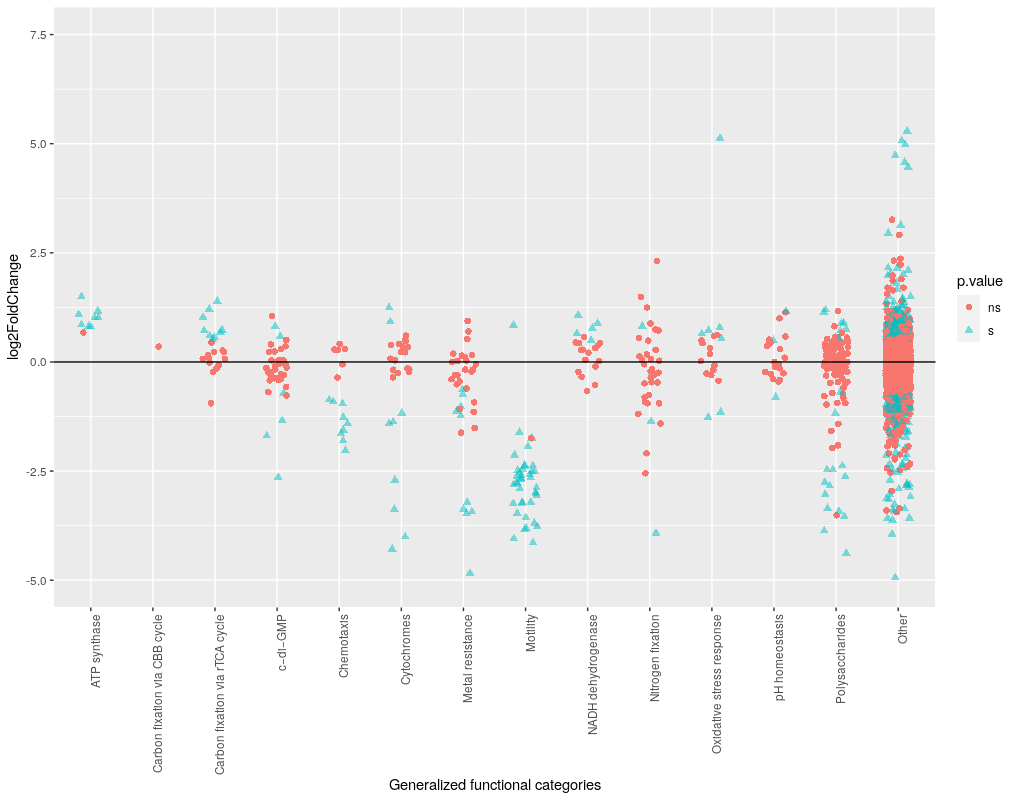 7.5
5.0
2.5
0.0
-2.5
-5.0
log2FoldChange
ATP synthase
Carbon fixation via CBB cycle
Carbon fixation via rTCA cycle
c-di-GMP
Chemotaxis
Cytochromes
Metal resistance
Motility
NADH dehydrogenase
Nitrogen fixation
Oxidative stress response
pH homeostasis
Polysaccharides
Other
Generalized functional categories
p.value
ns
s